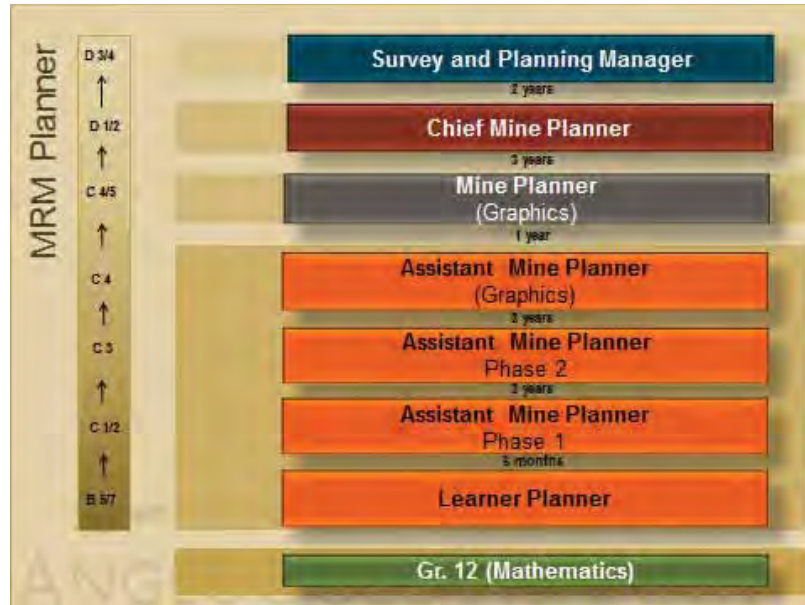 MRM Planner
D 3/4
Survey and Planning Manager
2 years
D 1/2
Chief Mine Planner
3 years
C 4/5
Mine Planner
(Graphics)
1 year
C 4
Assistant Mine Planner
(Graphics)
years
C 3
Assistant Mine Planner
Phase 2
years
C 1/2
Assistant Mine Planner
Phase 1
6 months
B 5/7
Learner Planner
Gr. 12 (Mathematics)